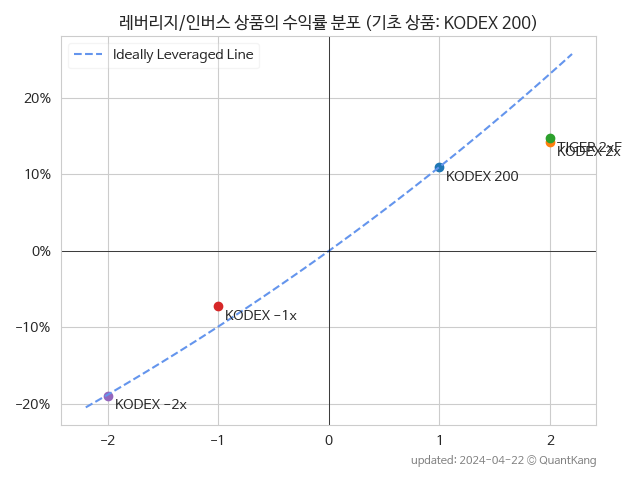 레버리지/인버스 상품의 수익률 분포 (기초 상품: KODEX 200)
Ideally Leveraged Line
20%
10%
0%
−10%
−20%
TIGER 2xF
KODEX 2x
KODEX 200
KODEX −1x
KODEX −2x
−2
−1
0
1
2
updated: 2024-04-22 © QuantKang